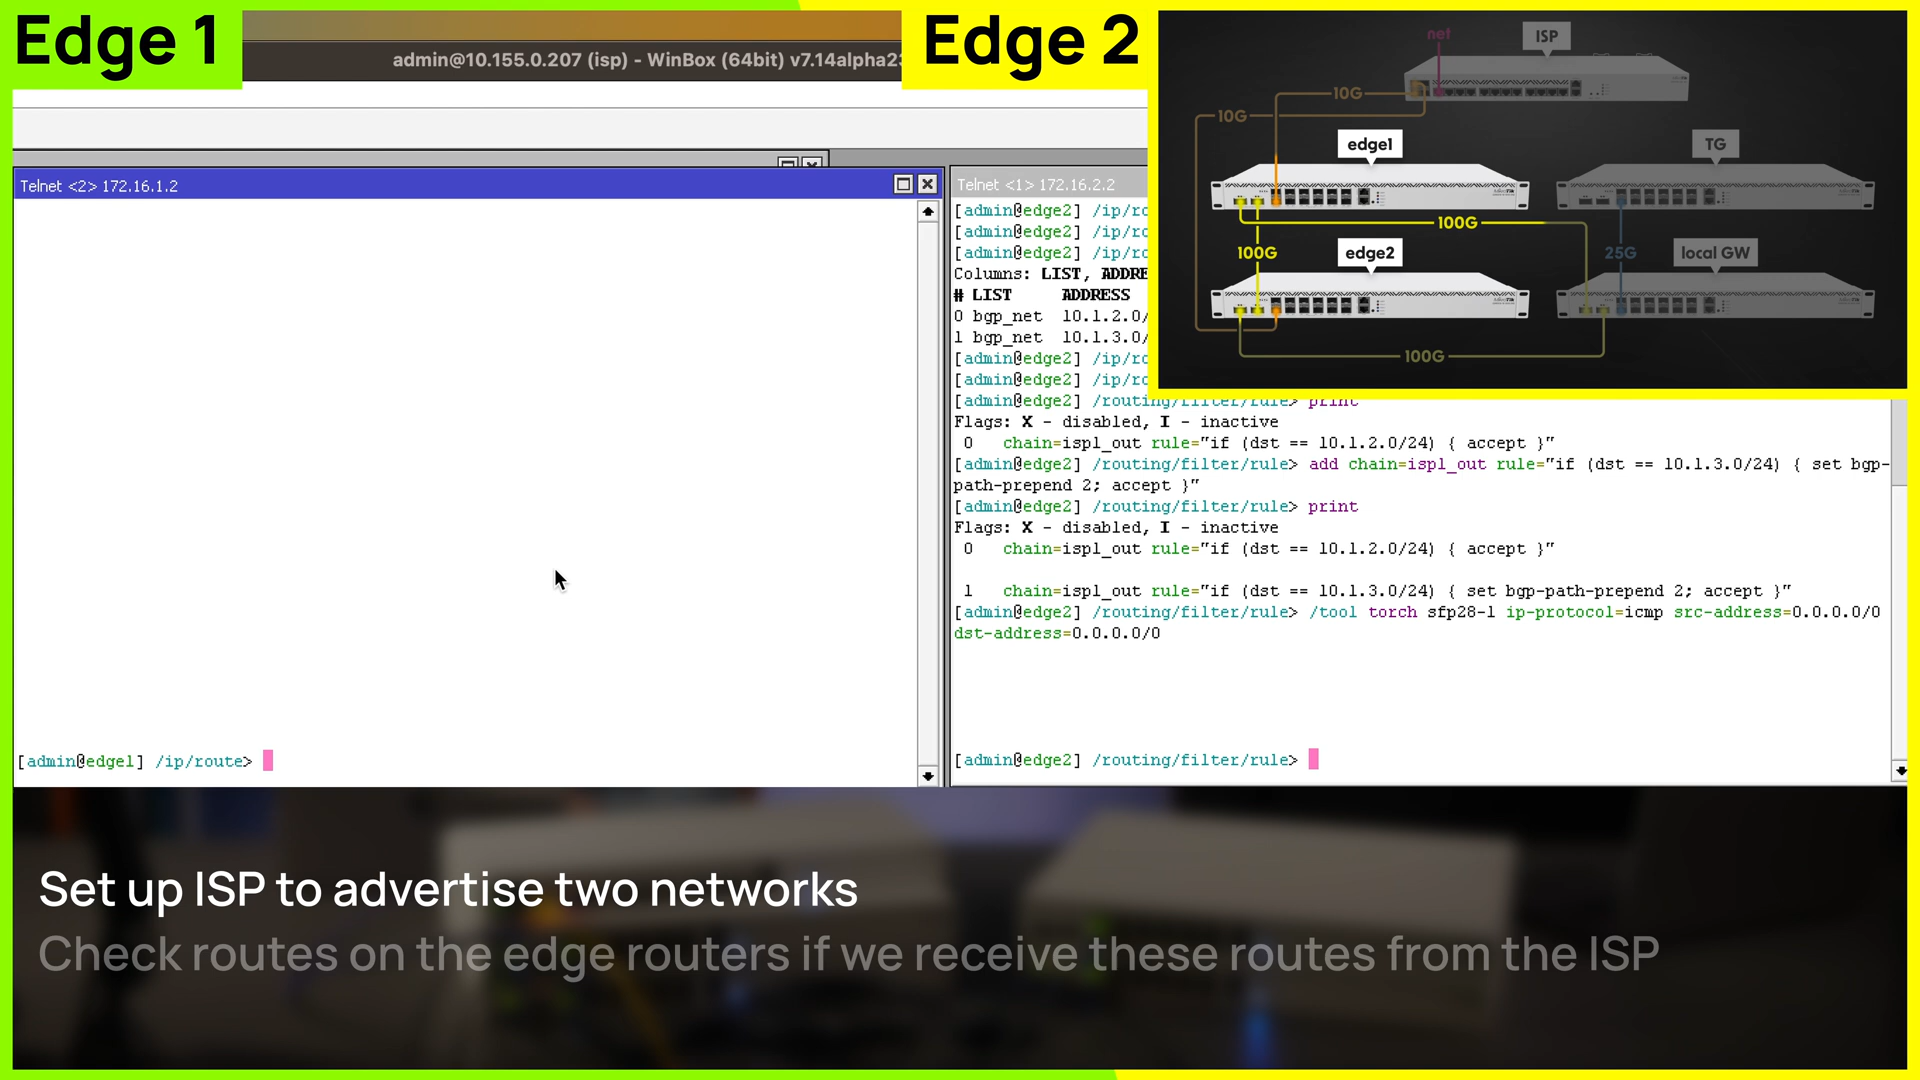 Edge 1
admin@10.155.0.207 (isp) - WinBox (64bit) v7.14alpha2
Edge 2
net
ISP
10G
10G
edge1
TG
100G
100G
edge2
25G
local GW
100G
Telnet <2> 172.16.1.2
[admin@edge1] /ip/route>
Telnet <1> 172.16.2.2
[admin@edge2] /ip/ro
[admin@edge2] /ip/ro
[admin@edge2] /ip/ro
Columns: LIST, ADDRE
# LIST ADDRESS
0 bgp_net 10.1.2.0/
1 bgp_net 10.1.3.0/
[admin@edge2] /ip/ro
[admin@edge2] /ip/ro
[admin@edge2] /routing/filter/rule> print
Flags: X - disabled, I - inactive
0 chain=isp1_out rule="if (dst == 10.1.2.0/24) { accept }"
[admin@edge2] /routing/filter/rule> add chain=isp1_out rule="if (dst == 10.1.3.0/24) { set bgp-
path-prepend 2; accept }"
[admin@edge2] /routing/filter/rule> print
Flags: X - disabled, I - inactive
0 chain=isp1_out rule="if (dst == 10.1.2.0/24) { accept }"
1 chain=isp1_out rule="if (dst == 10.1.3.0/24) { set bgp-path-prepend 2; accept }"
[admin@edge2] /routing/filter/rule> /tool torch sfp28-1 ip-protocol=icmp src-address=0.0.0.0/0
dst-address=0.0.0.0/0
[admin@edge2] /routing/filter/rule>
Set up ISP to advertise two networks
Check routes on the edge routers if we receive these routes from the ISP